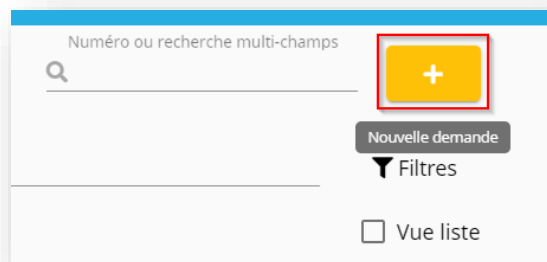 Numéro ou recherche multi-champs
+
Nouvelle demande
Filtres
Vue liste